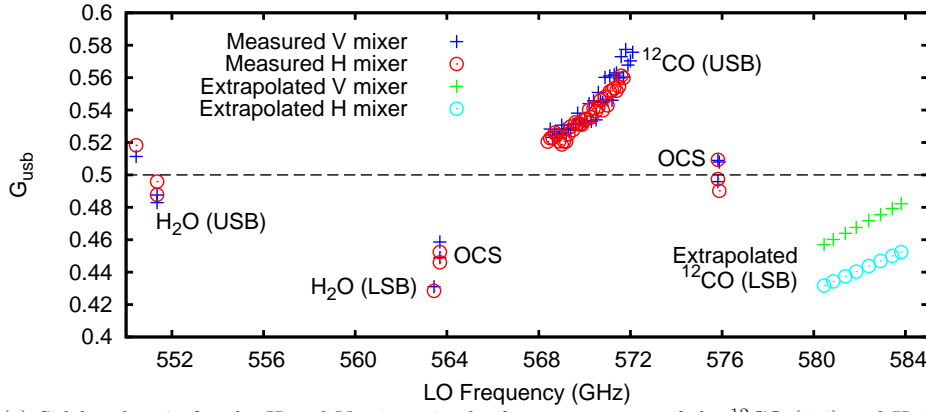 0.6
0.58
0.56
0.54
0.52
0.5
0.48
0.46
0.44
0.42
0.4
G_usb
Measured V mixer
Measured H mixer
Extrapolated V mixer
Extrapolated H mixer
¹²CO (USB)
OCS
H₂O (USB)
OCS
H₂O (LSB)
Extrapolated
¹²CO (LSB)
552 556 560 564 568 572 576 580 584
LO Frequency (GHz)